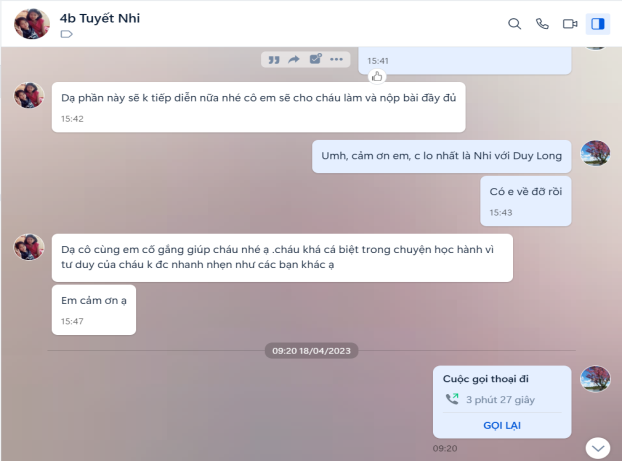 4b Tuyết Nhi
15:41
Dạ phần này sẽ k tiếp diễn nữa nhé cô em sẽ cho cháu làm và nộp bài đầy đủ
15:42
Umh, cảm ơn em, c lo nhất là Nhi với Duy Long
Có e về đỡ rồi
15:43
Dạ cô cùng em cố gắng giúp cháu nhé ạ .cháu khá cá biệt trong chuyện học hành vì
tư duy của cháu k đc nhanh nhẹn như các bạn khác ạ
Em cảm ơn ạ
15:47
09:20 18/04/2023
Cuộc gọi thoại đi
3 phút 27 giây
GỌI LẠI
09:20